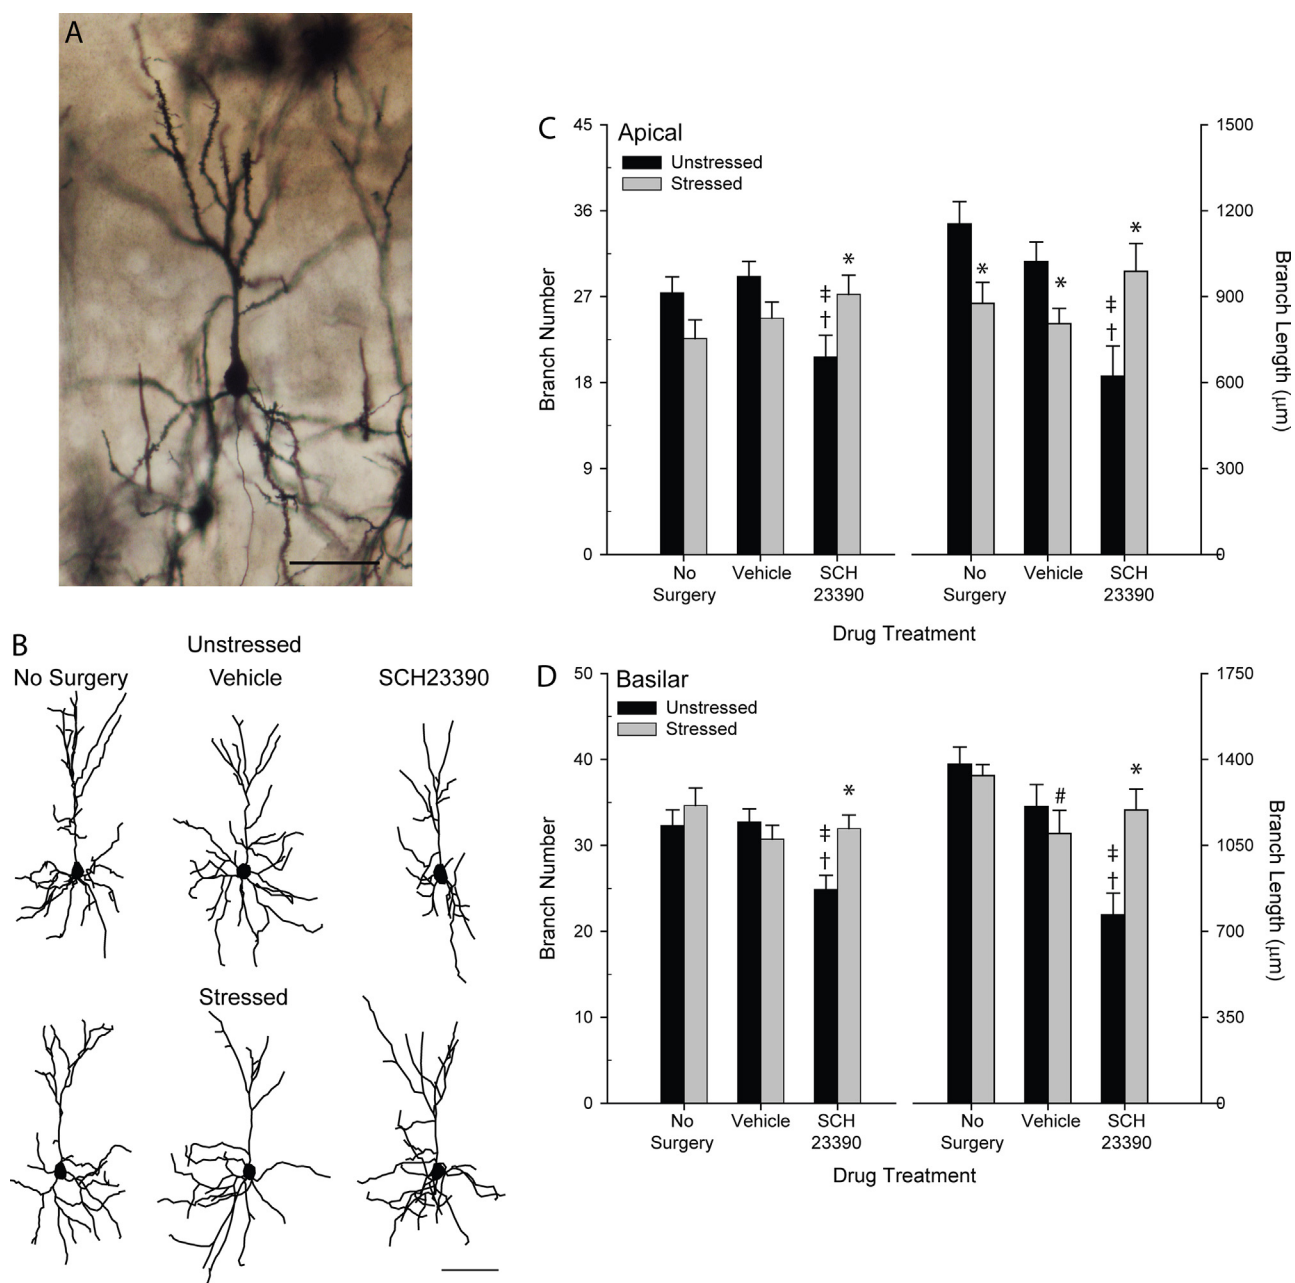 A
B
Unstressed
No Surgery Vehicle SCH23390
Stressed
C
Apical
Unstressed
Stressed
45
36
27
18
9
0
Branch Number
1500
1200
900
600
300
0
Branch Length (μm)
*
‡
†
*
*
*
‡
†
No Surgery
Vehicle
SCH 23390
No Surgery
Vehicle
SCH 23390
Drug Treatment
D
Basilar
Unstressed
Stressed
50
40
30
20
10
0
Branch Number
1750
1400
1050
700
350
0
Branch Length (μm)
*
‡
†
#
*
‡
†
No Surgery
Vehicle
SCH 23390
No Surgery
Vehicle
SCH 23390
Drug Treatment